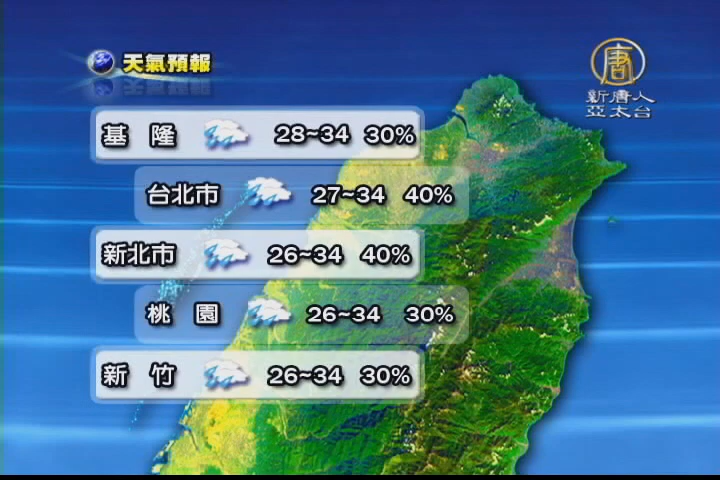 天氣預報
唐
新唐人
亞太台
基 隆 28~34 30%
台北市 27~34 40%
新北市 26~34 40%
桃 園 26~34 30%
新 竹 26~34 30%